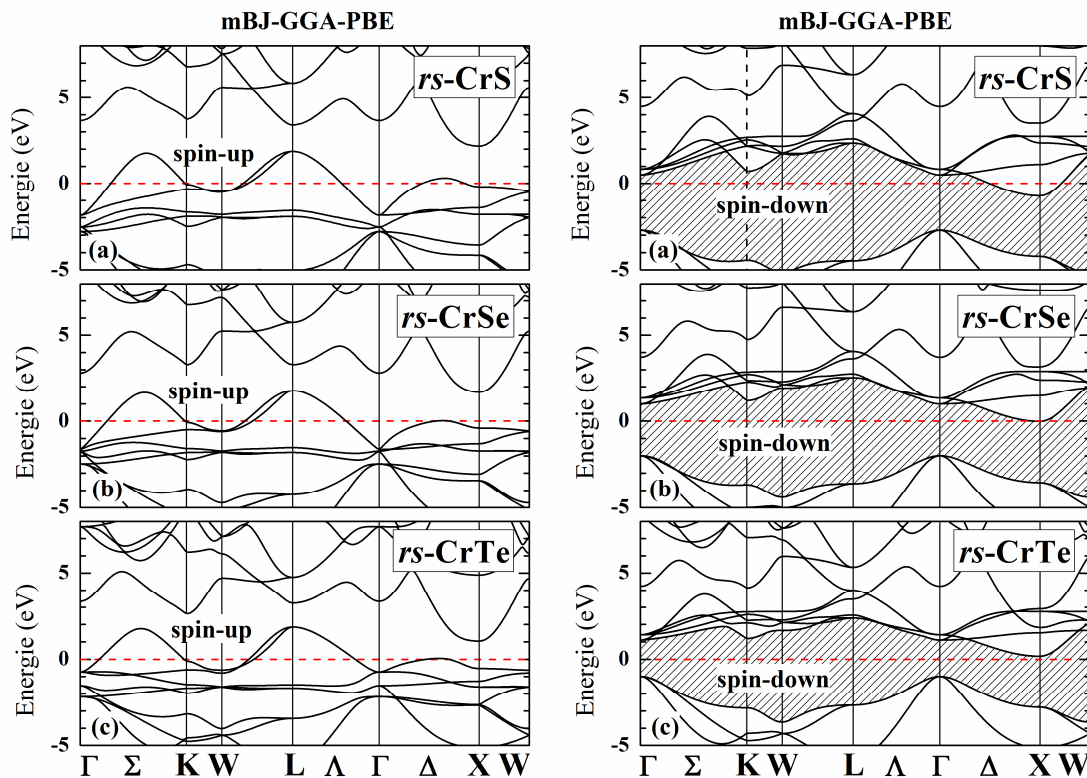 mBJ-GGA-PBE
mBJ-GGA-PBE
Energie (eV)
5
0
-5
rs-CrS
spin-up
(a)
Energie (eV)
5
0
-5
rs-CrS
spin-down
(a)
Energie (eV)
5
0
-5
rs-CrSe
spin-up
(b)
Energie (eV)
5
0
-5
rs-CrSe
spin-down
(b)
Energie (eV)
5
0
-5
rs-CrTe
spin-up
(c)
Energie (eV)
5
0
-5
rs-CrTe
spin-down
(c)
Γ Σ K W L Λ Γ Δ X W
Γ Σ K W L Λ Γ Δ X W